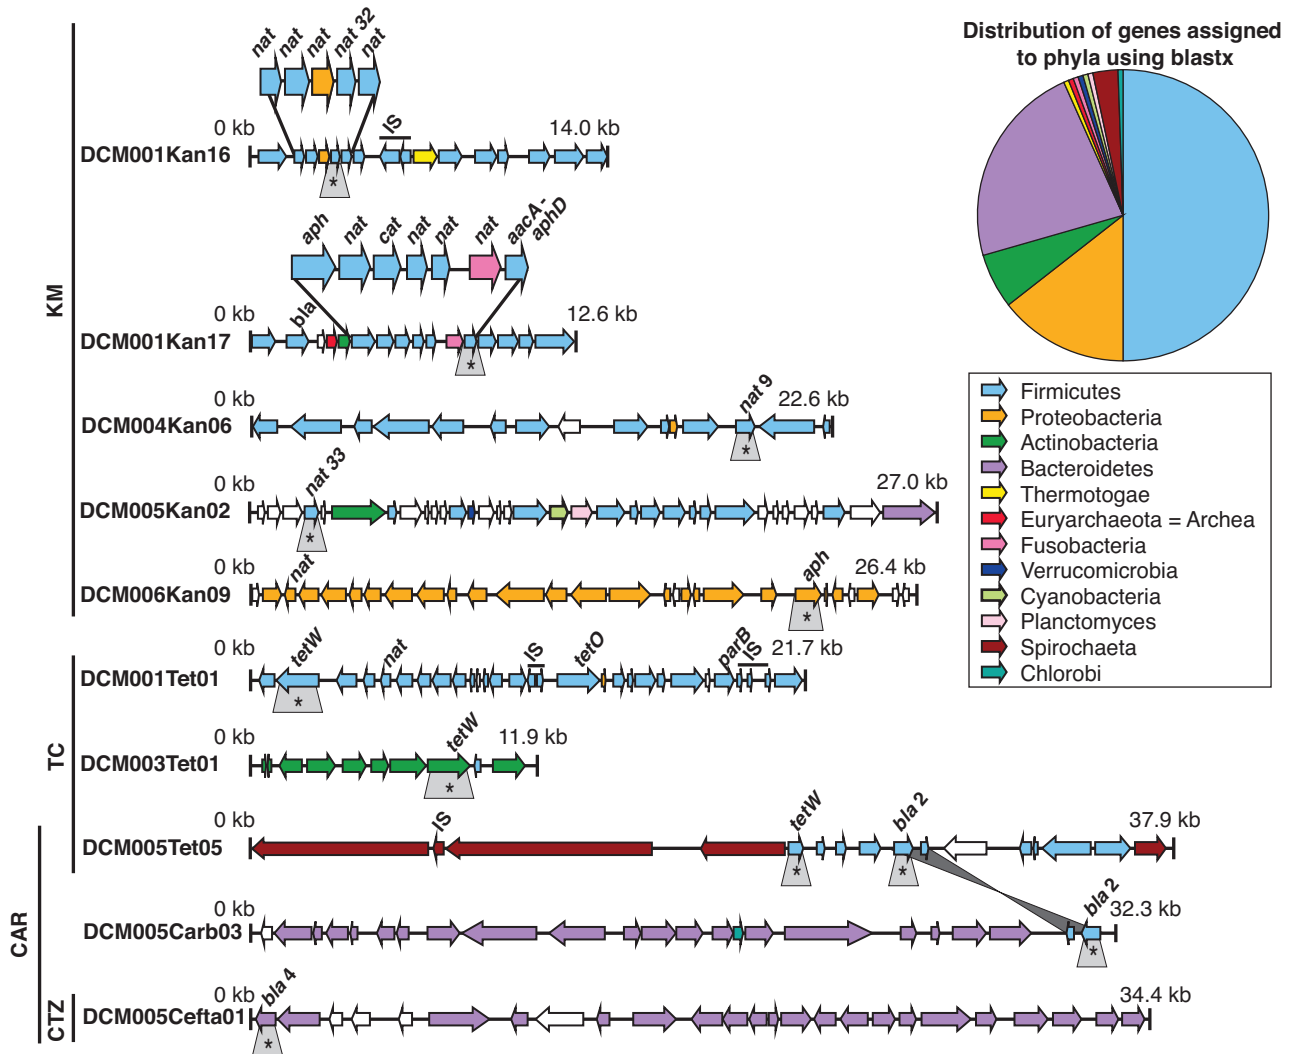 Distribution of genes assigned
to phyla using blastx
nat
nat
nat
nat 32
nat
0 kb
IS
14.0 kb
DCM001Kan16
*
aph
nat
cat
nat
nat
nat
aacA-
aphD
KM
0 kb
bla
12.6 kb
DCM001Kan17
*
0 kb
nat 9
22.6 kb
DCM004Kan06
*
0 kb
nat 33
27.0 kb
DCM005Kan02
*
0 kb
nat
aph
26.4 kb
DCM006Kan09
*
Firmicutes
Proteobacteria
Actinobacteria
Bacteroidetes
Thermotogae
Euryarchaeota = Archea
Fusobacteria
Verrucomicrobia
Cyanobacteria
Planctomyces
Spirochaeta
Chlorobi
TC
0 kb
tetW
nat
IS
tetO
parB
IS
21.7 kb
DCM001Tet01
*
0 kb
tetW
11.9 kb
DCM003Tet01
*
0 kb
IS
tetW
bla 2
37.9 kb
DCM005Tet05
*
*
CAR
0 kb
bla 2
32.3 kb
DCM005Carb03
*
CTZ
0 kb
bla 4
34.4 kb
DCM005Cefta01
*